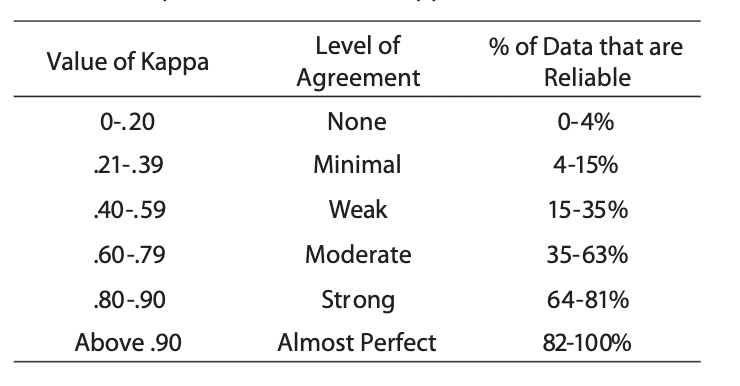 Value of Kappa Level of Agreement % of Data that are Reliable
0-.20 None 0-4%
.21-.39 Minimal 4-15%
.40-.59 Weak 15-35%
.60-.79 Moderate 35-63%
.80-.90 Strong 64-81%
Above .90 Almost Perfect 82-100%